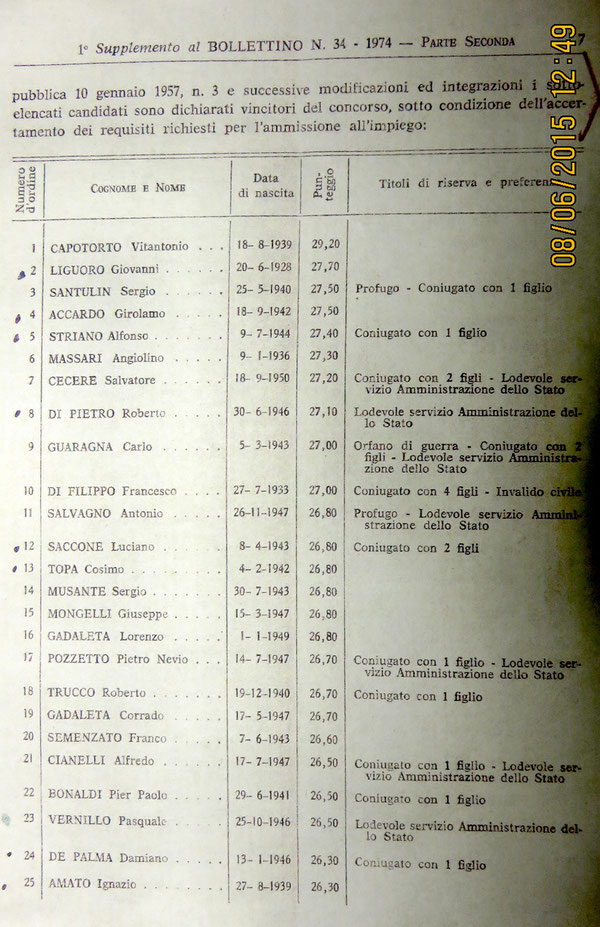 1º Supplemento al BOLLETTINO N. 34 - 1974 — PARTE SECONDA 7
pubblica 10 gennaio 1957, n. 3 e successive modificazioni ed integrazioni i sotto-
elencati candidati sono dichiarati vincitori del concorso, sotto condizione dell'accer-
tamento dei requisiti richiesti per l'ammissione all'impiego:
Numero d'ordine COGNOME E NOME Data di nascita Pun- teggio Titoli di riserva e preferen
1 CAPOTORTO Vitantonio . . . 18- 8-1939 29,20
2 LIGUORO Giovanni . . . . . . 20- 6-1928 27,70
3 SANTULIN Sergio . . . . . . 25- 5-1940 27,50 Profugo - Coniugato con 1 figlio
4 ACCARDO Girolamo . . . . . 18- 9-1942 27,50
5 STRIANO Alfonso . . . . . . 9- 7-1944 27,40 Coniugato con 1 figlio
6 MASSARI Angiolino . . . . . 9- 1-1936 27,30
7 CECERE Salvatore . . . . . . 18- 9-1950 27,20 Coniugato con 2 figli - Lodevole ser-
vizio Amministrazione dello Stato
8 DI PIETRO Roberto . . . . . 30- 6-1946 27,10 Lodevole servizio Amministrazione del-
lo Stato
9 GUARAGNA Carlo . . . . . . 5- 3-1943 27,00 Orfano di guerra - Coniugato con 2
figli - Lodevole servizio Amministra-
zione dello Stato
10 DI FILIPPO Francesco . . . . 27- 7-1933 27,00 Coniugato con 4 figli - Invalido civile
11 SALVAGNO Antonio . . . . . 26-11-1947 26,80 Profugo - Lodevole servizio Ammini-
strazione dello Stato
12 SACCONE Luciano . . . . . . 8- 4-1943 26,80 Coniugato con 2 figli
13 TOPA Cosimo . . . . . . . . 4- 2-1942 26,80
14 MUSANTE Sergio . . . . . . 30- 7-1943 26,80
15 MONGELLI Giuseppe . . . . . 15- 3-1947 26,80
16 GADALETA Lorenzo . . . . . 1- 1-1949 26,80
17 POZZETTO Pietro Nevio . . . 14- 7-1947 26,70 Coniugato con 1 figlio - Lodevole ser-
vizio Amministrazione dello Stato
18 TRUCCO Roberto . . . . . . . 19-12-1940 26,70 Coniugato con 1 figlio
19 GADALETA Corrado . . . . . 17- 5-1947 26,70
20 SEMENZATO Franco . . . . . 7- 6-1943 26,60
21 CIANELLI Alfredo . . . . . . 17- 7-1947 26,50 Coniugato con 1 figlio - Lodevole ser-
vizio Amministrazione dello Stato
22 BONALDI Pier Paolo . . . . . 29- 6-1941 26,50 Coniugato con 1 figlio
23 VERNILLO Pasquale . . . . . 25-10-1946 26,50 Lodevole servizio Amministrazione del-
lo Stato
24 DE PALMA Damiano . . . . . 13- 1-1946 26,30 Coniugato con 1 figlio
25 AMATO Ignazio . . . . . . . . 27- 8-1939 26,30
08/06/2015 12:49